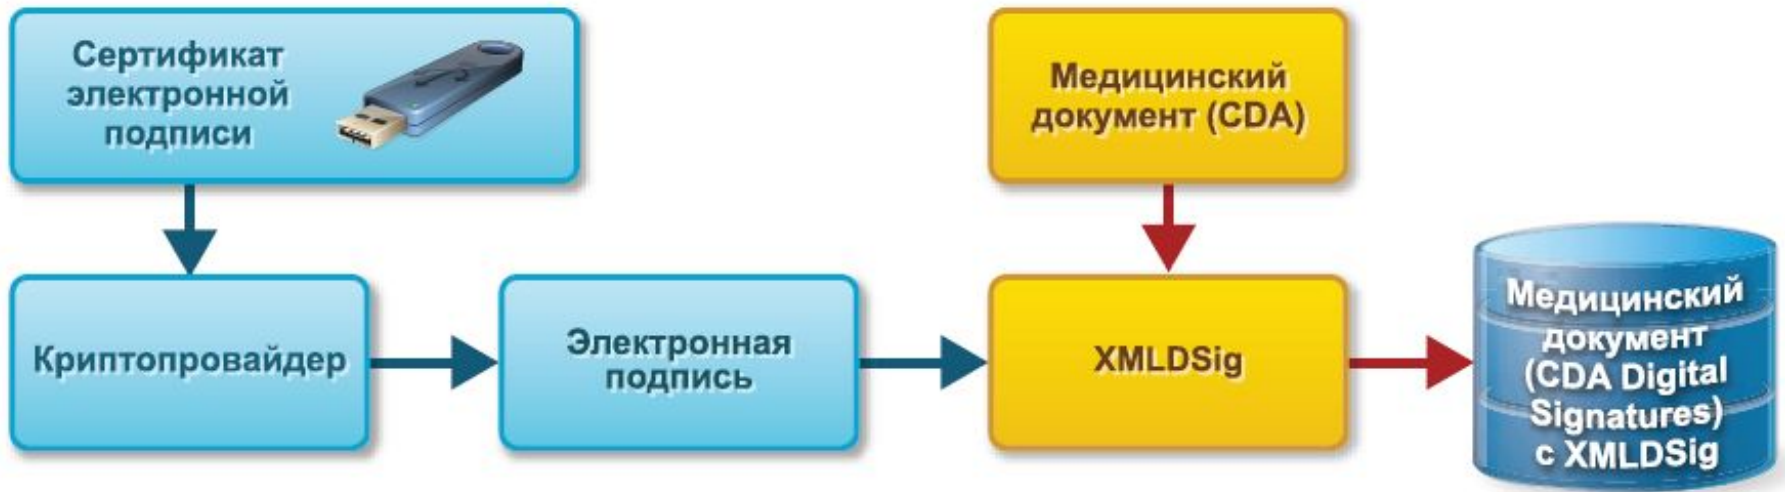 Сертификат
электронной
подписи
Медицинский
документ (CDA)
Криптопровайдер
Электронная
подпись
XMLDSig
Медицинский
документ
(CDA Digital
Signatures)
с XMLDSig